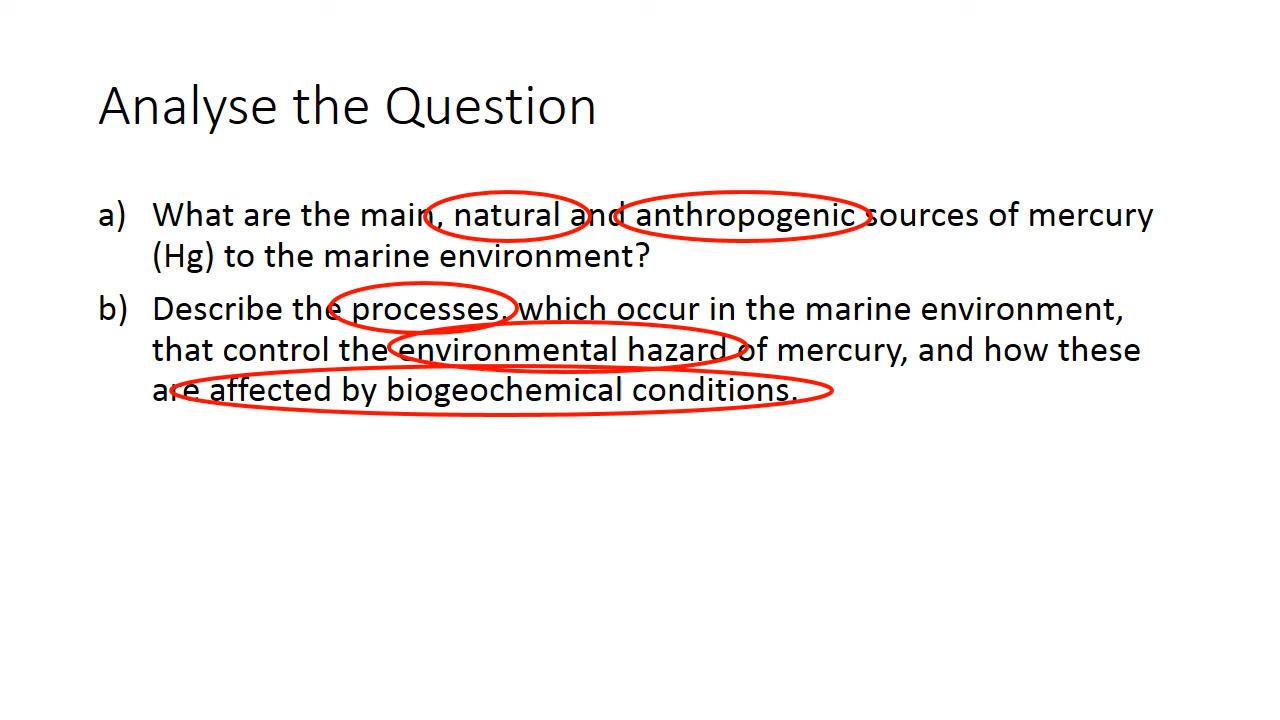 Analyse the Question
a) What are the main, natural and anthropogenic sources of mercury
(Hg) to the marine environment?
b) Describe the processes, which occur in the marine environment,
that control the environmental hazard of mercury, and how these
are affected by biogeochemical conditions.